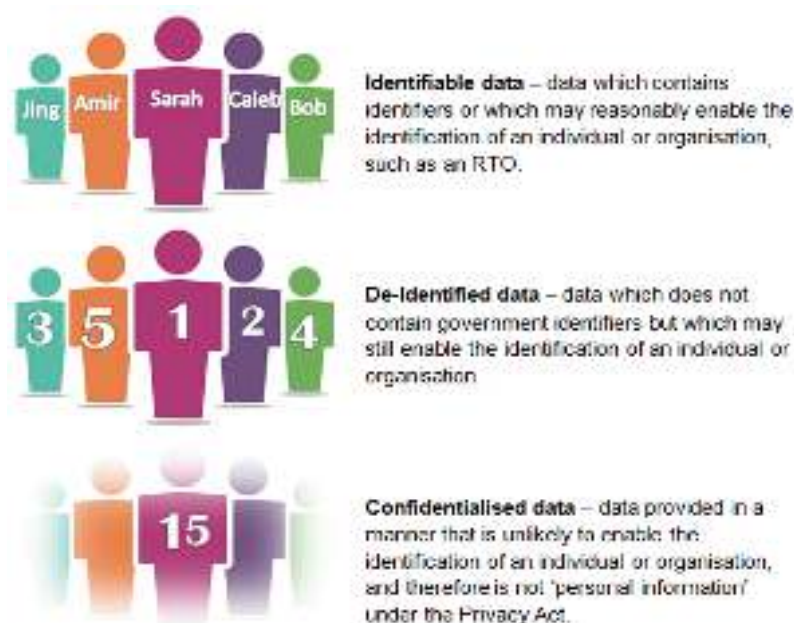 Jing Amir Sarah Caleb Bob
Identifiable data – data which contains
identifiers or which may reasonably enable the
identification of an individual or organisation,
such as an RTO.
3 5 1 2 4
De-identified data – data which does not
contain government identifiers but which may
still enable the identification of an individual or
organisation
15
Confidentialised data – data provided in a
manner that is unlikely to enable the
identification of an individual or organisation,
and therefore is not 'personal information'
under the Privacy Act.